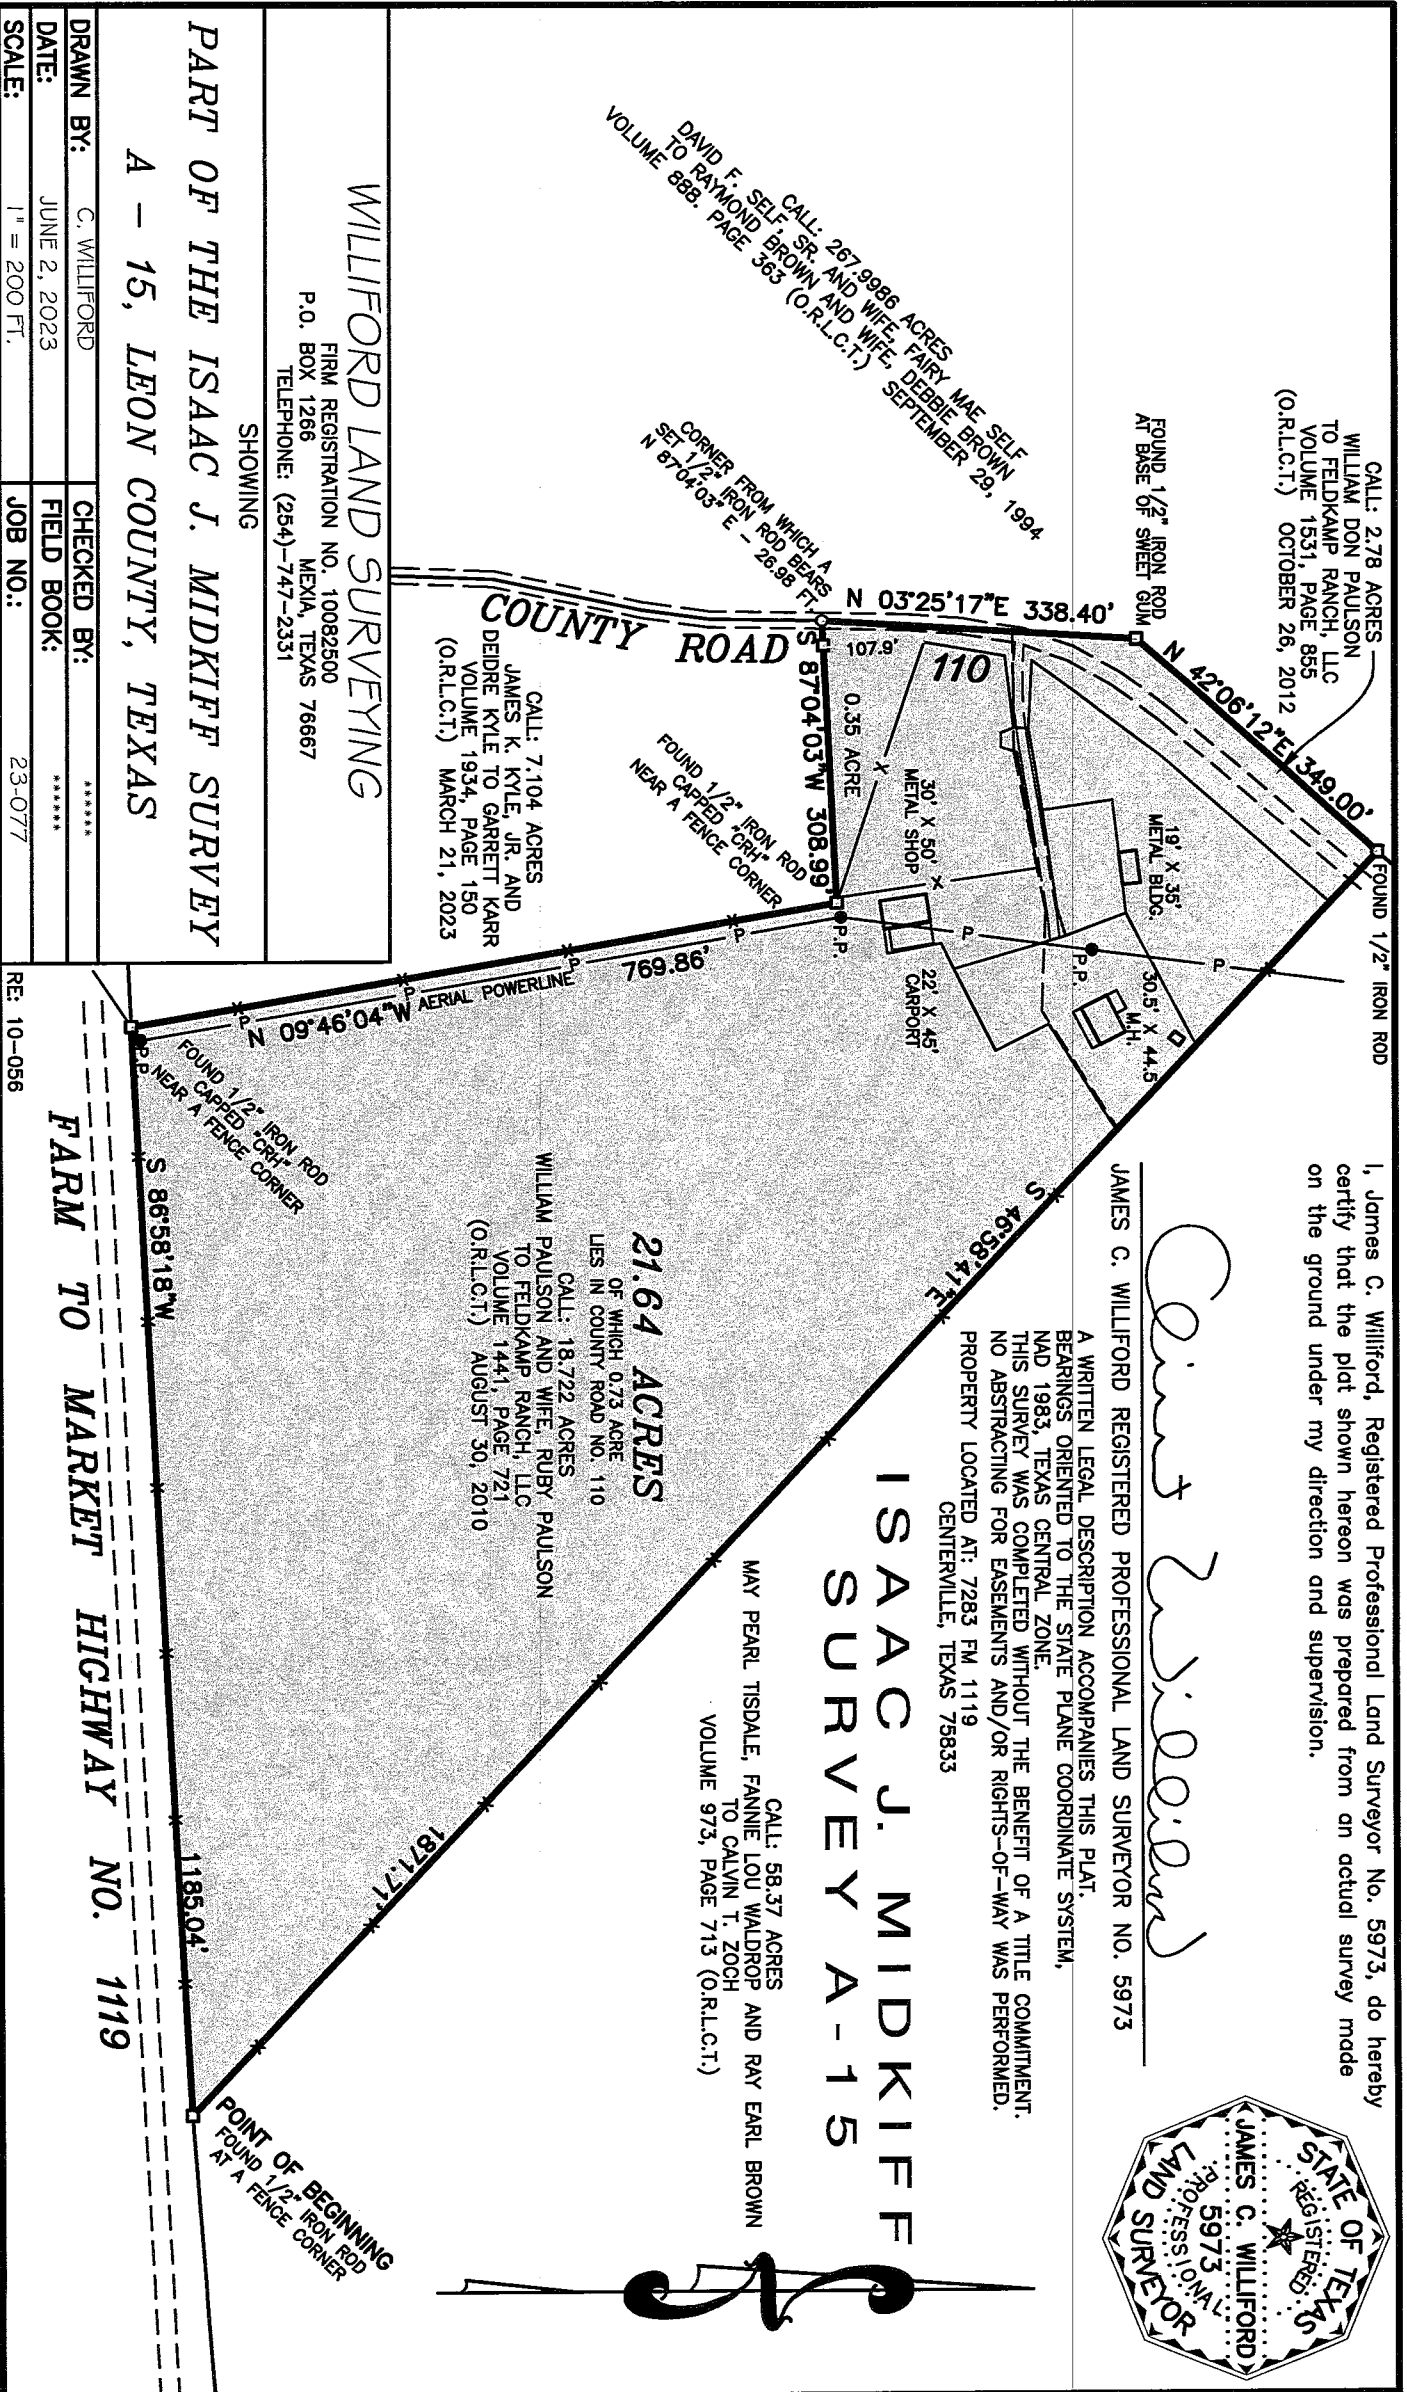 CALL: 2.78 ACRES
WILLIAM DON PAULSON
TO FELDKAMP RANCH, LLC
VOLUME 1531, PAGE 855
(O.R.L.C.T.) OCTOBER 26, 2012
FOUND 1/2" IRON ROD
AT BASE OF SWEET GUM
N 42°06'12"E 349.00'
FOUND 1/2" IRON ROD
I, James C. Williford, Registered Professional Land Surveyor No. 5973, do hereby
certify that the plat shown hereon was prepared from an actual survey made
on the ground under my direction and supervision.
JAMES C. WILLIFORD REGISTERED PROFESSIONAL LAND SURVEYOR NO. 5973
STATE OF TEXAS
REGISTERED
JAMES C. WILLIFORD
5973
PROFESSIONAL
LAND SURVEYOR
A WRITTEN LEGAL DESCRIPTION ACCOMPANIES THIS PLAT.
BEARINGS ORIENTED TO THE STATE PLANE COORDINATE SYSTEM,
NAD 1983, TEXAS CENTRAL ZONE.
THIS SURVEY WAS COMPLETED WITHOUT THE BENEFIT OF A TITLE COMMITMENT.
NO ABSTRACTING FOR EASEMENTS AND/OR RIGHTS-OF-WAY WAS PERFORMED.
PROPERTY LOCATED AT: 7283 FM 1119
CENTERVILLE, TEXAS 75833
ISAAC J. MIDKIFF
SURVEY A-15
CALL: 267.9986 ACRES
DAVID F. SELF, SR. AND WIFE, FAIRY MAE SELF
TO RAYMOND BROWN AND WIFE, DEBBIE BROWN
VOLUME 888. PAGE 363 (O.R.L.C.T.) SEPTEMBER 29, 1994
CORNER FROM WHICH A
SET 1/2" IRON ROD BEARS
N 87°04'03" E - 26.98 FT.
N 03°25'17"E 338.40'
107.9'
110
0.35 ACRE
S 87°04'03"W 308.99'
19' X 35'
METAL BLDG.
30' X 50'
METAL SHOP
22' X 45'
CARPORT
30.5' X 44.5'
M.H.
X
X
P
P
P.P.
P.P.
COUNTY ROAD
FOUND 1/2" IRON ROD
CAPPED "CRH"
NEAR A FENCE CORNER
CALL: 7.104 ACRES
JAMES K. KYLE, JR. AND
DEIDRE KYLE TO GARRETT KARR
VOLUME 1934, PAGE 150
(O.R.L.C.T.) MARCH 21, 2023
769.86'
N 09°46'04"W
AERIAL POWERLINE
P
P
P
P
P.P.
FOUND 1/2" IRON ROD
CAPPED "CRH"
NEAR A FENCE CORNER
S 46°58'41"E
1871.71'
21.64 ACRES
OF WHICH 0.73 ACRE
LIES IN COUNTY ROAD NO. 110
CALL: 18.722 ACRES
WILLIAM PAULSON AND WIFE, RUBY PAULSON
TO FELDKAMP RANCH, LLC
VOLUME 1441, PAGE 721
(O.R.L.C.T.) AUGUST 30, 2010
CALL: 58.37 ACRES
MAY PEARL TISDALE, FANNIE LOU WALDROP AND RAY EARL BROWN
TO CALVIN T. ZOCH
VOLUME 973, PAGE 713 (O.R.L.C.T.)
N
S 86°58'18"W
1185.04'
POINT OF BEGINNING
FOUND 1/2" IRON ROD
AT A FENCE CORNER
FARM TO MARKET HIGHWAY NO. 1119
WILLIFORD LAND SURVEYING
FIRM REGISTRATION NO. 10082500
P.O. BOX 1266 MEXIA, TEXAS 76667
TELEPHONE: (254)-747-2331
SHOWING
PART OF THE ISAAC J. MIDKIFF SURVEY
A - 15, LEON COUNTY, TEXAS
DRAWN BY: C. WILLIFORD
CHECKED BY: ******
DATE: JUNE 2, 2023
FIELD BOOK: ******
SCALE: 1" = 200 FT.
JOB NO.: 23-077
RE: 10-056